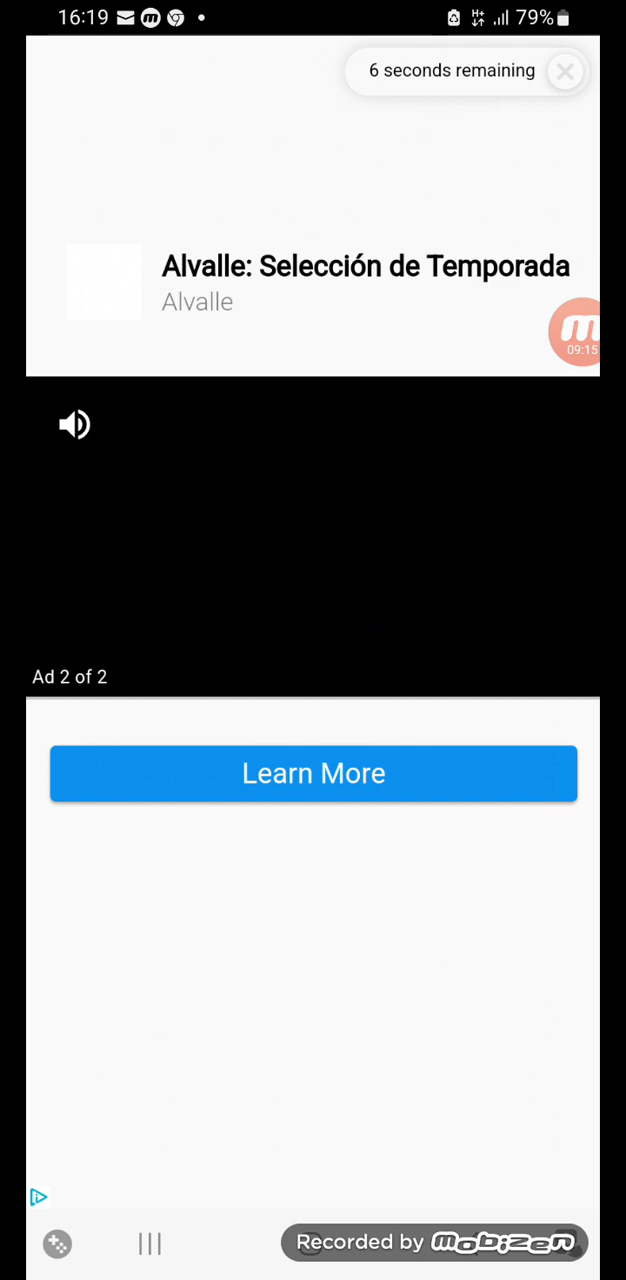 16:19
79%
6 seconds remaining
Alvalle: Selección de Temporada
Alvalle
m
09:15
Ad 2 of 2
Learn More
Recorded by mobizen